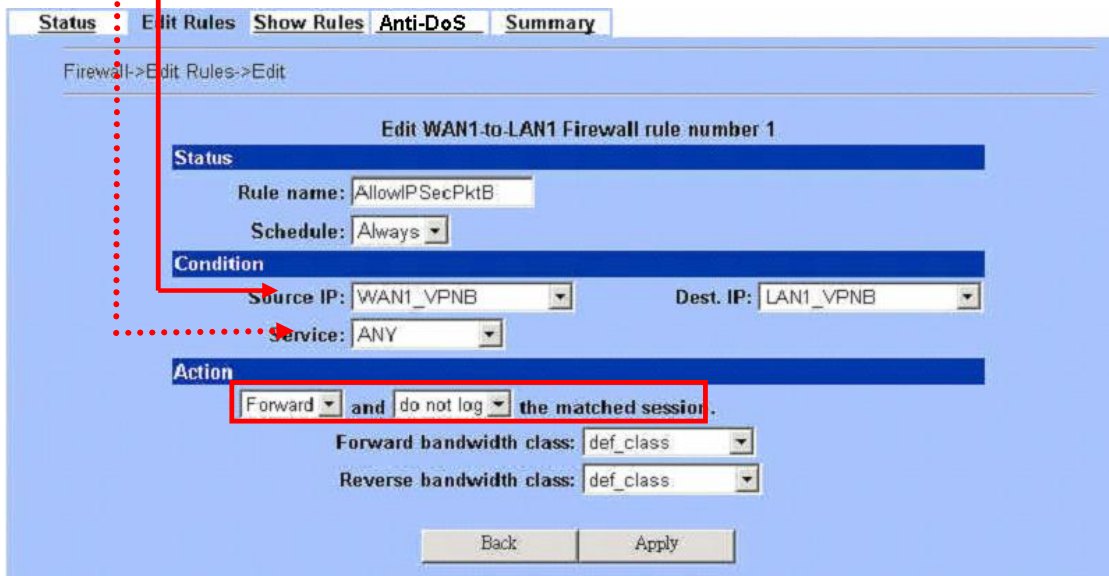 Status Edit Rules Show Rules Anti-DoS Summary
Firewall->Edit Rules->Edit
Edit WAN1-to-LAN1 Firewall rule number 1
Status
Rule name: AllowIPSecPktB
Schedule: Always
Condition
Source IP: WAN1_VPNB Dest. IP: LAN1_VPNB
Service: ANY
Action
Forward and do not log the matched session.
Forward bandwidth class: def_class
Reverse bandwidth class: def_class
Back Apply